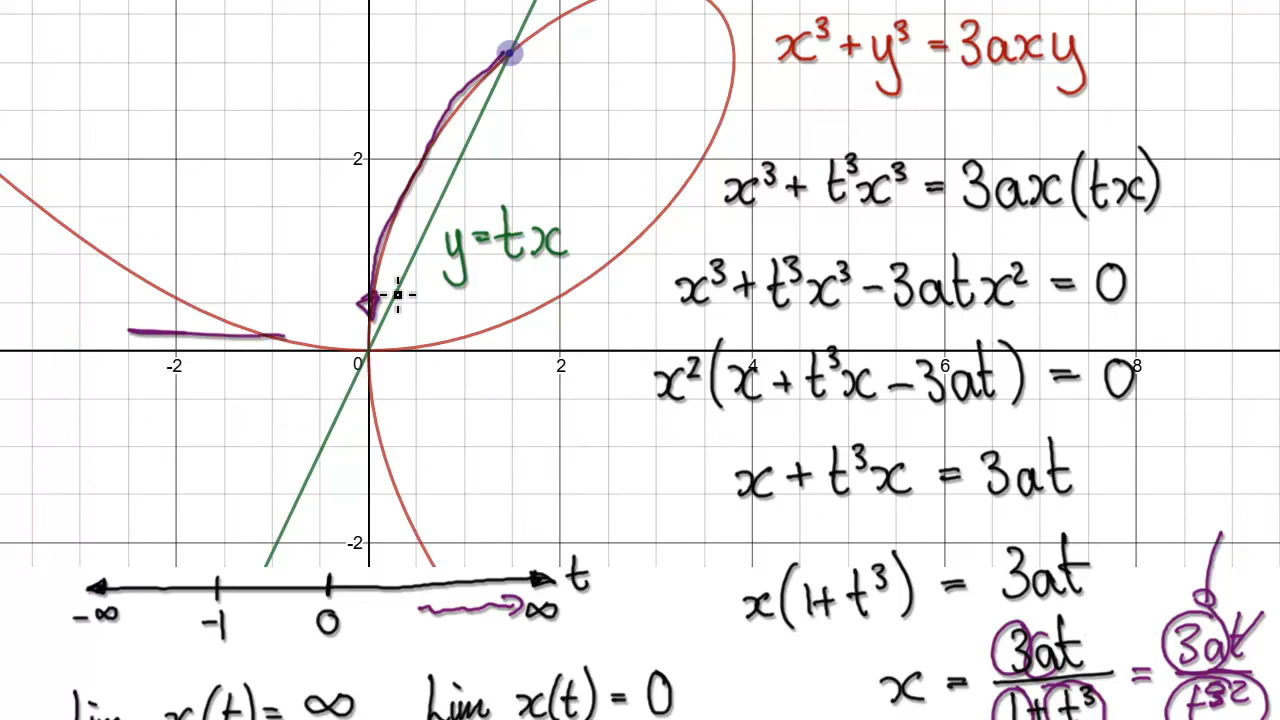 x³ + y³ = 3axy
x³ + t³x³ = 3ax(tx)
2
y = tx
x³ + t³x³ - 3atx² = 0
-2 0 2 4 6 8
x²(x + t³x - 3at) = 0
x + t³x = 3at
-2
t
x(1 + t³) = 3at
-∞ -1 0 ∞
x = 3at / 1 + t³ = 3at / t³2
lim x(t) = ∞ lim x(t) = 0